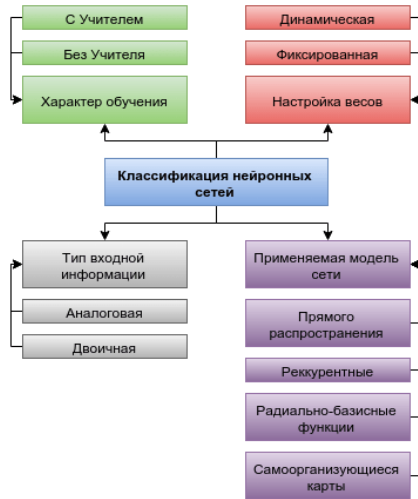 С Учителем
Без Учителя
Характер обучения
Динамическая
Фиксированная
Настройка весов
Классификация нейронных
сетей
Тип входной
информации
Аналоговая
Двоичная
Применяемая модель
сети
Прямого
распространения
Реккурентные
Радиально-базисные
функции
Самоорганизующиеся
карты